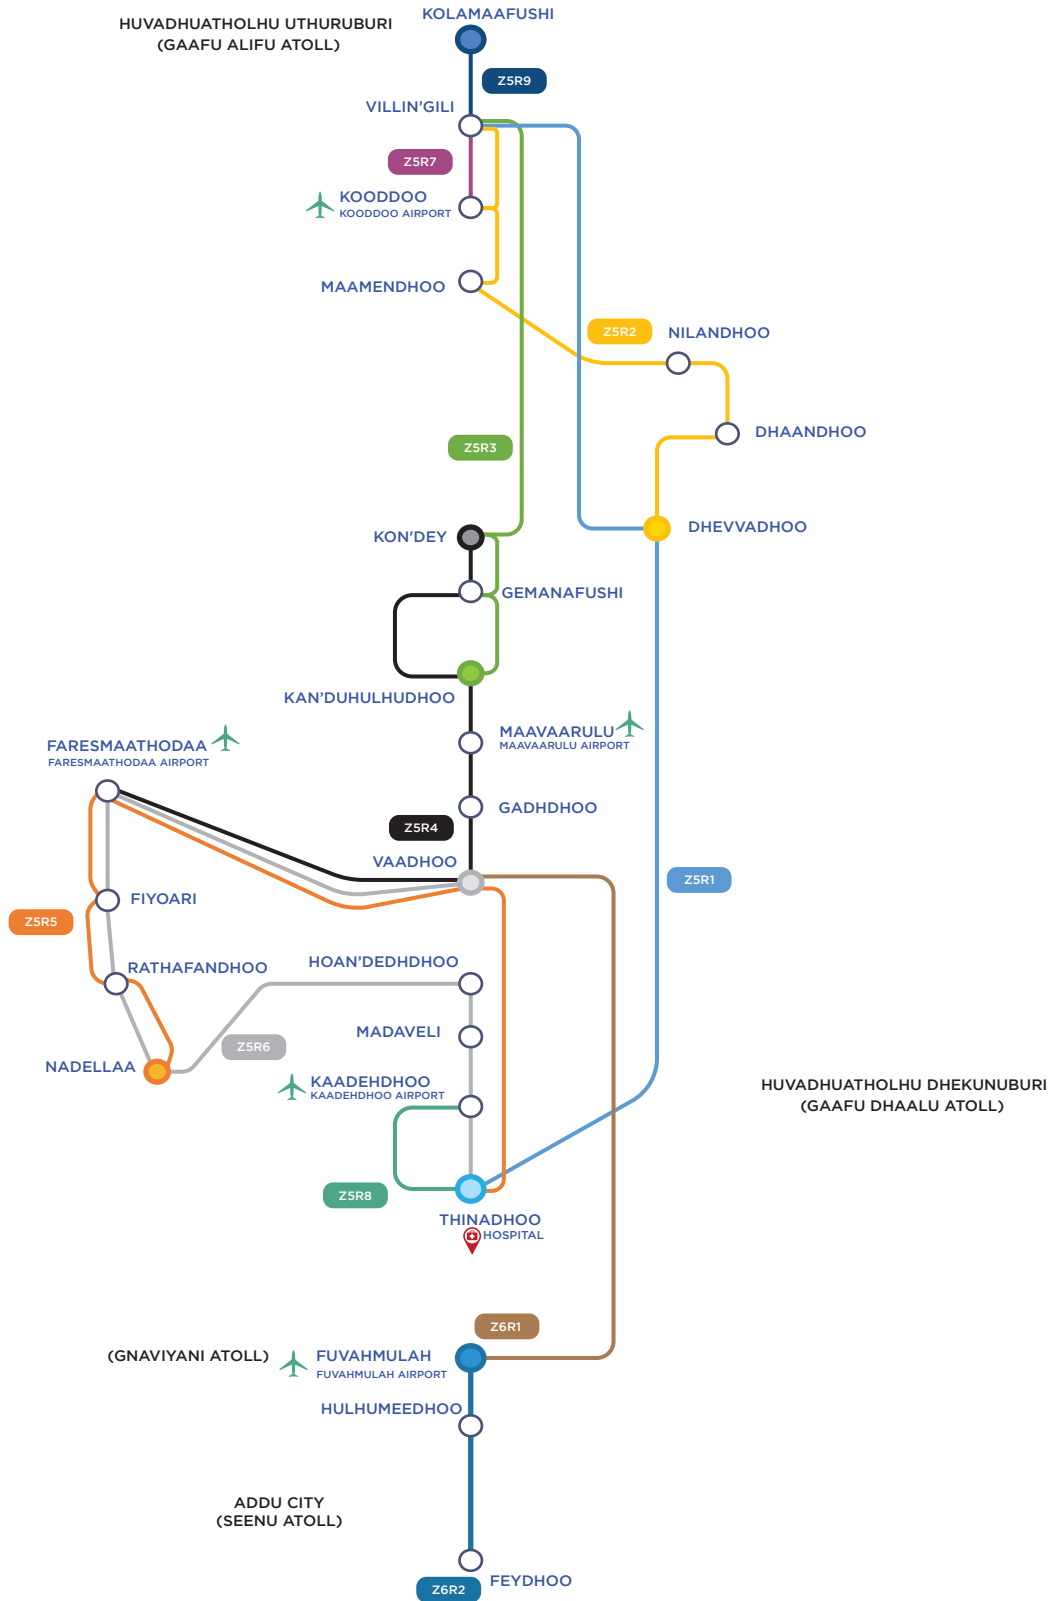 KOLAMAAFUSHI
HUVADHUATHOLHU UTHURUBURI
(GAAFU ALIFU ATOLL)
Z5R9
VILLIN'GILI
Z5R7
KOODDOO
KOODDOO AIRPORT
MAAMENDHOO
Z5R2
NILANDHOO
DHAANDHOO
Z5R3
DHEVVADHOO
KON'DEY
GEMANAFUSHI
KAN'DUHULHUDHOO
MAAVAARULU
MAAVAARULU AIRPORT
FARESMAATHODAA
FARESMAATHODAA AIRPORT
GADHDHOO
Z5R4
VAADHOO
Z5R1
FIYOARI
Z5R5
HOAN'DEDHDHOO
RATHAFANDHOO
MADAVELI
Z5R6
NADELLAA
KAADEHDHOO
KAADEHDHOO AIRPORT
HUVADHUATHOLHU DHEKUNUBURI
(GAAFU DHAALU ATOLL)
Z5R8
THINADHOO
HOSPITAL
Z6R1
(GNAVIYANI ATOLL)
FUVAHMULAH
FUVAHMULAH AIRPORT
HULHUMEEDHOO
ADDU CITY
(SEENU ATOLL)
FEYDHOO
Z6R2